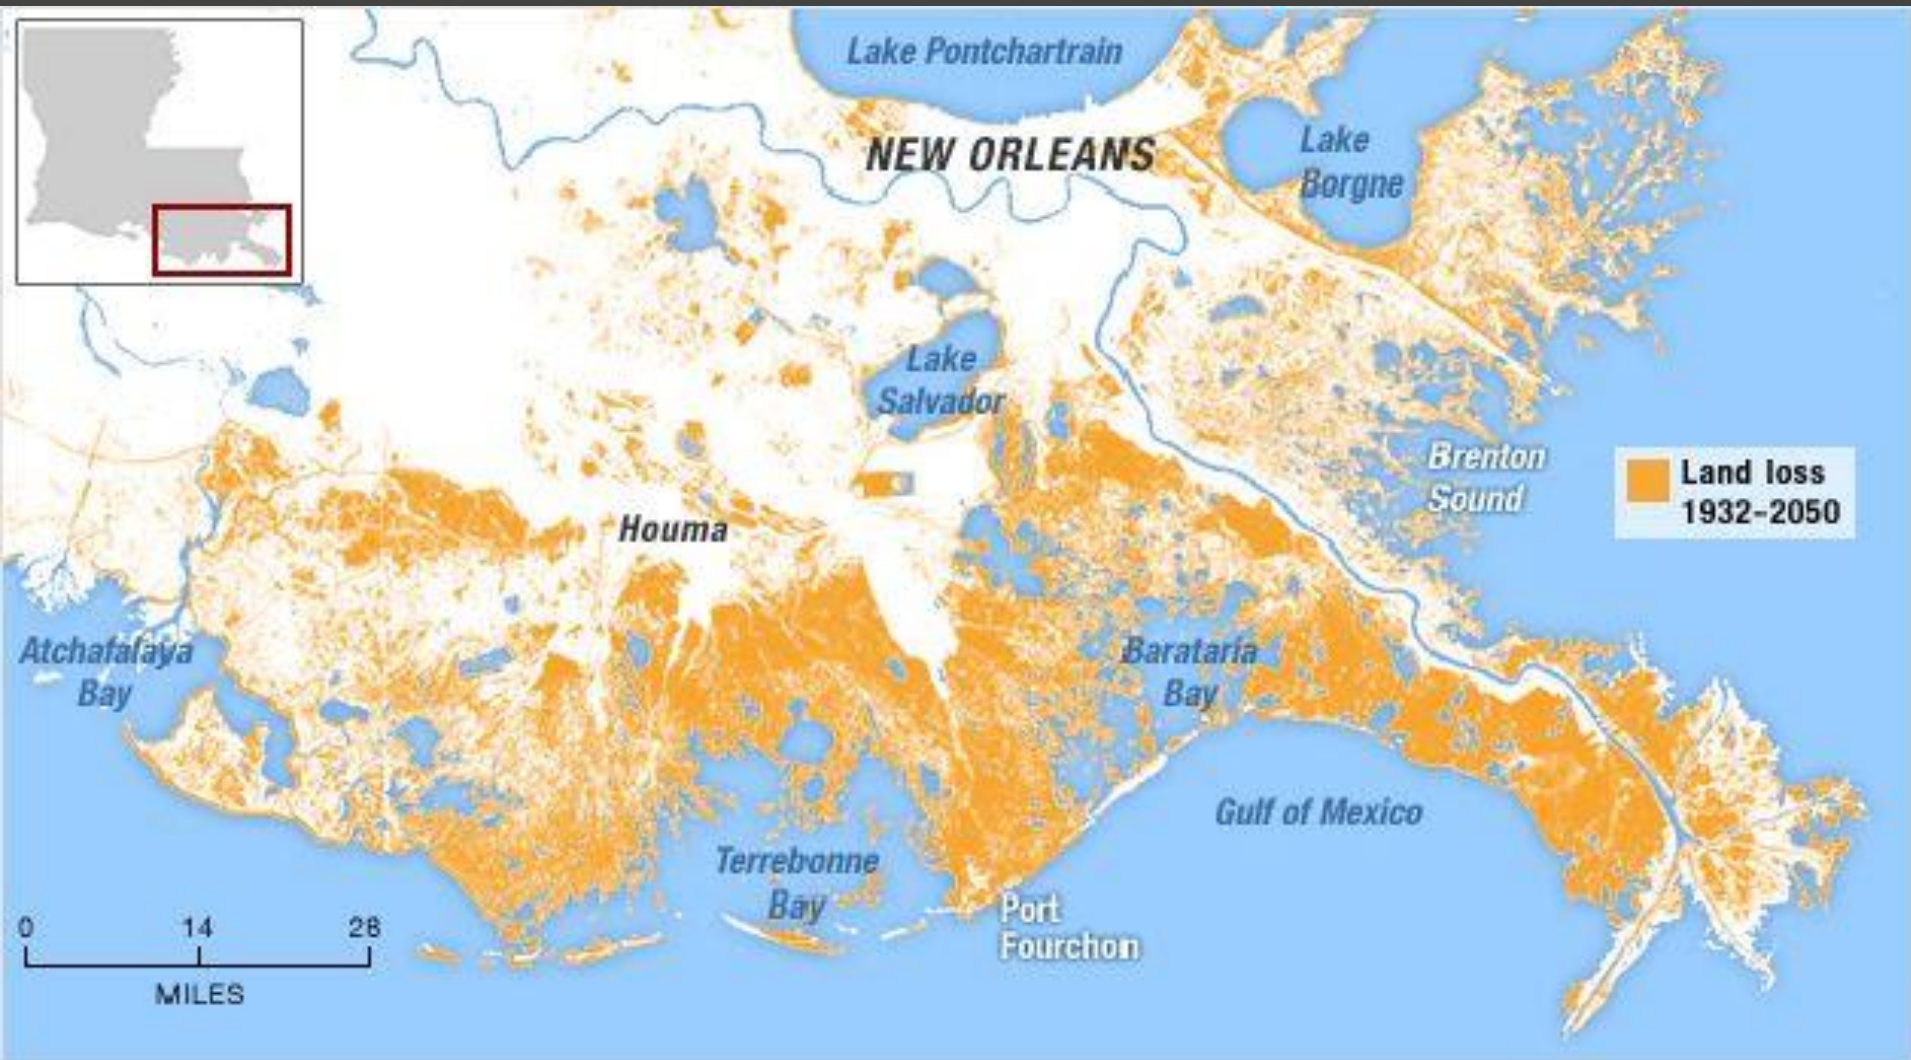 Lake Pontchartrain
NEW ORLEANS
Lake
Borgne
Lake
Salvador
Brenton
Sound
Land loss
1932-2050
Houma
Atchafalaya
Bay
Barataria
Bay
Gulf of Mexico
Terrebonne
Bay
Port
Fourchon
0 14 28
MILES